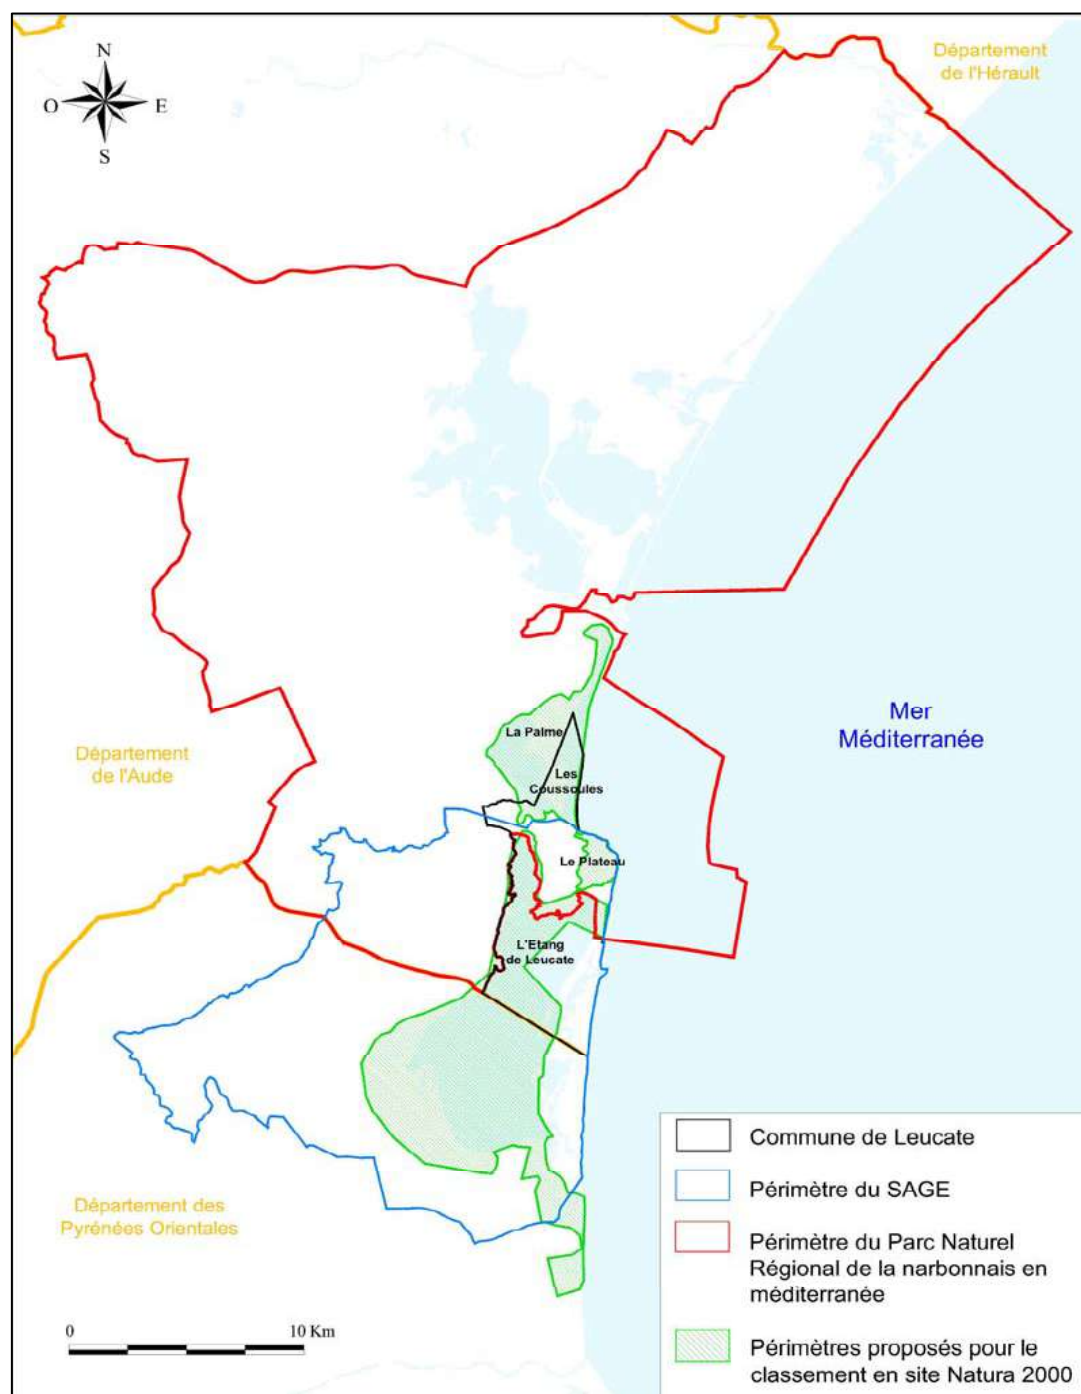 Département
de l'Hérault
N
O
E
S
Mer
Méditerranée
La Palme
Les
Coussoules
Département
de l'Aude
Le Plateau
L'Etang
de Leucate
Département des
Pyrénées Orientales
Commune de Leucate
Périmètre du SAGE
Périmètre du Parc Naturel
Régional de la narbonnais en
méditerranée
Périmètres proposés pour le
classement en site Natura 2000
0
10 Km